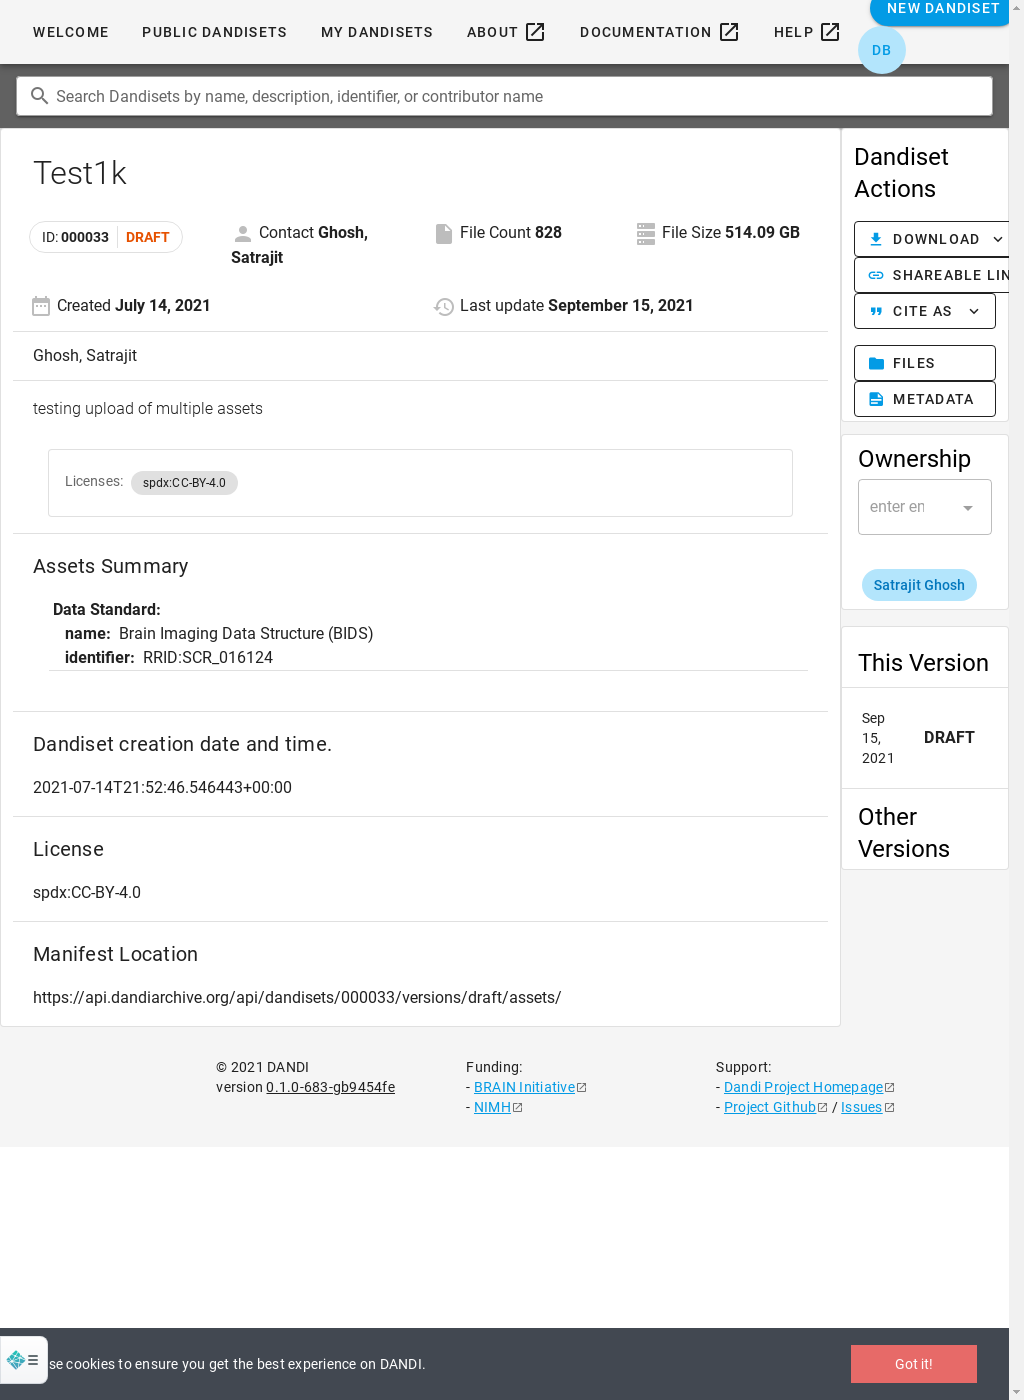 NEW DANDISET
WELCOME PUBLIC DANDISETS MY DANDISETS ABOUT DOCUMENTATION HELP
DB
Search Dandisets by name, description, identifier, or contributor name
Test1k
ID: 000033 DRAFT
Contact Ghosh, Satrajit
File Count 828
File Size 514.09 GB
Created July 14, 2021
Last update September 15, 2021
Ghosh, Satrajit
testing upload of multiple assets
Licenses: spdx:CC-BY-4.0
Assets Summary
Data Standard:
name: Brain Imaging Data Structure (BIDS)
identifier: RRID:SCR_016124
Dandiset creation date and time.
2021-07-14T21:52:46.546443+00:00
License
spdx:CC-BY-4.0
Manifest Location
https://api.dandiarchive.org/api/dandisets/000033/versions/draft/assets/
Dandiset
Actions
DOWNLOAD
SHAREABLE LIN
CITE AS
FILES
METADATA
Ownership
enter en
Satrajit Ghosh
This Version
Sep
15,
2021
DRAFT
Other
Versions
© 2021 DANDI
version 0.1.0-683-gb9454fe
Funding:
- BRAIN Initiative
- NIMH
Support:
- Dandi Project Homepage
- Project Github / Issues
se cookies to ensure you get the best experience on DANDI.
Got it!